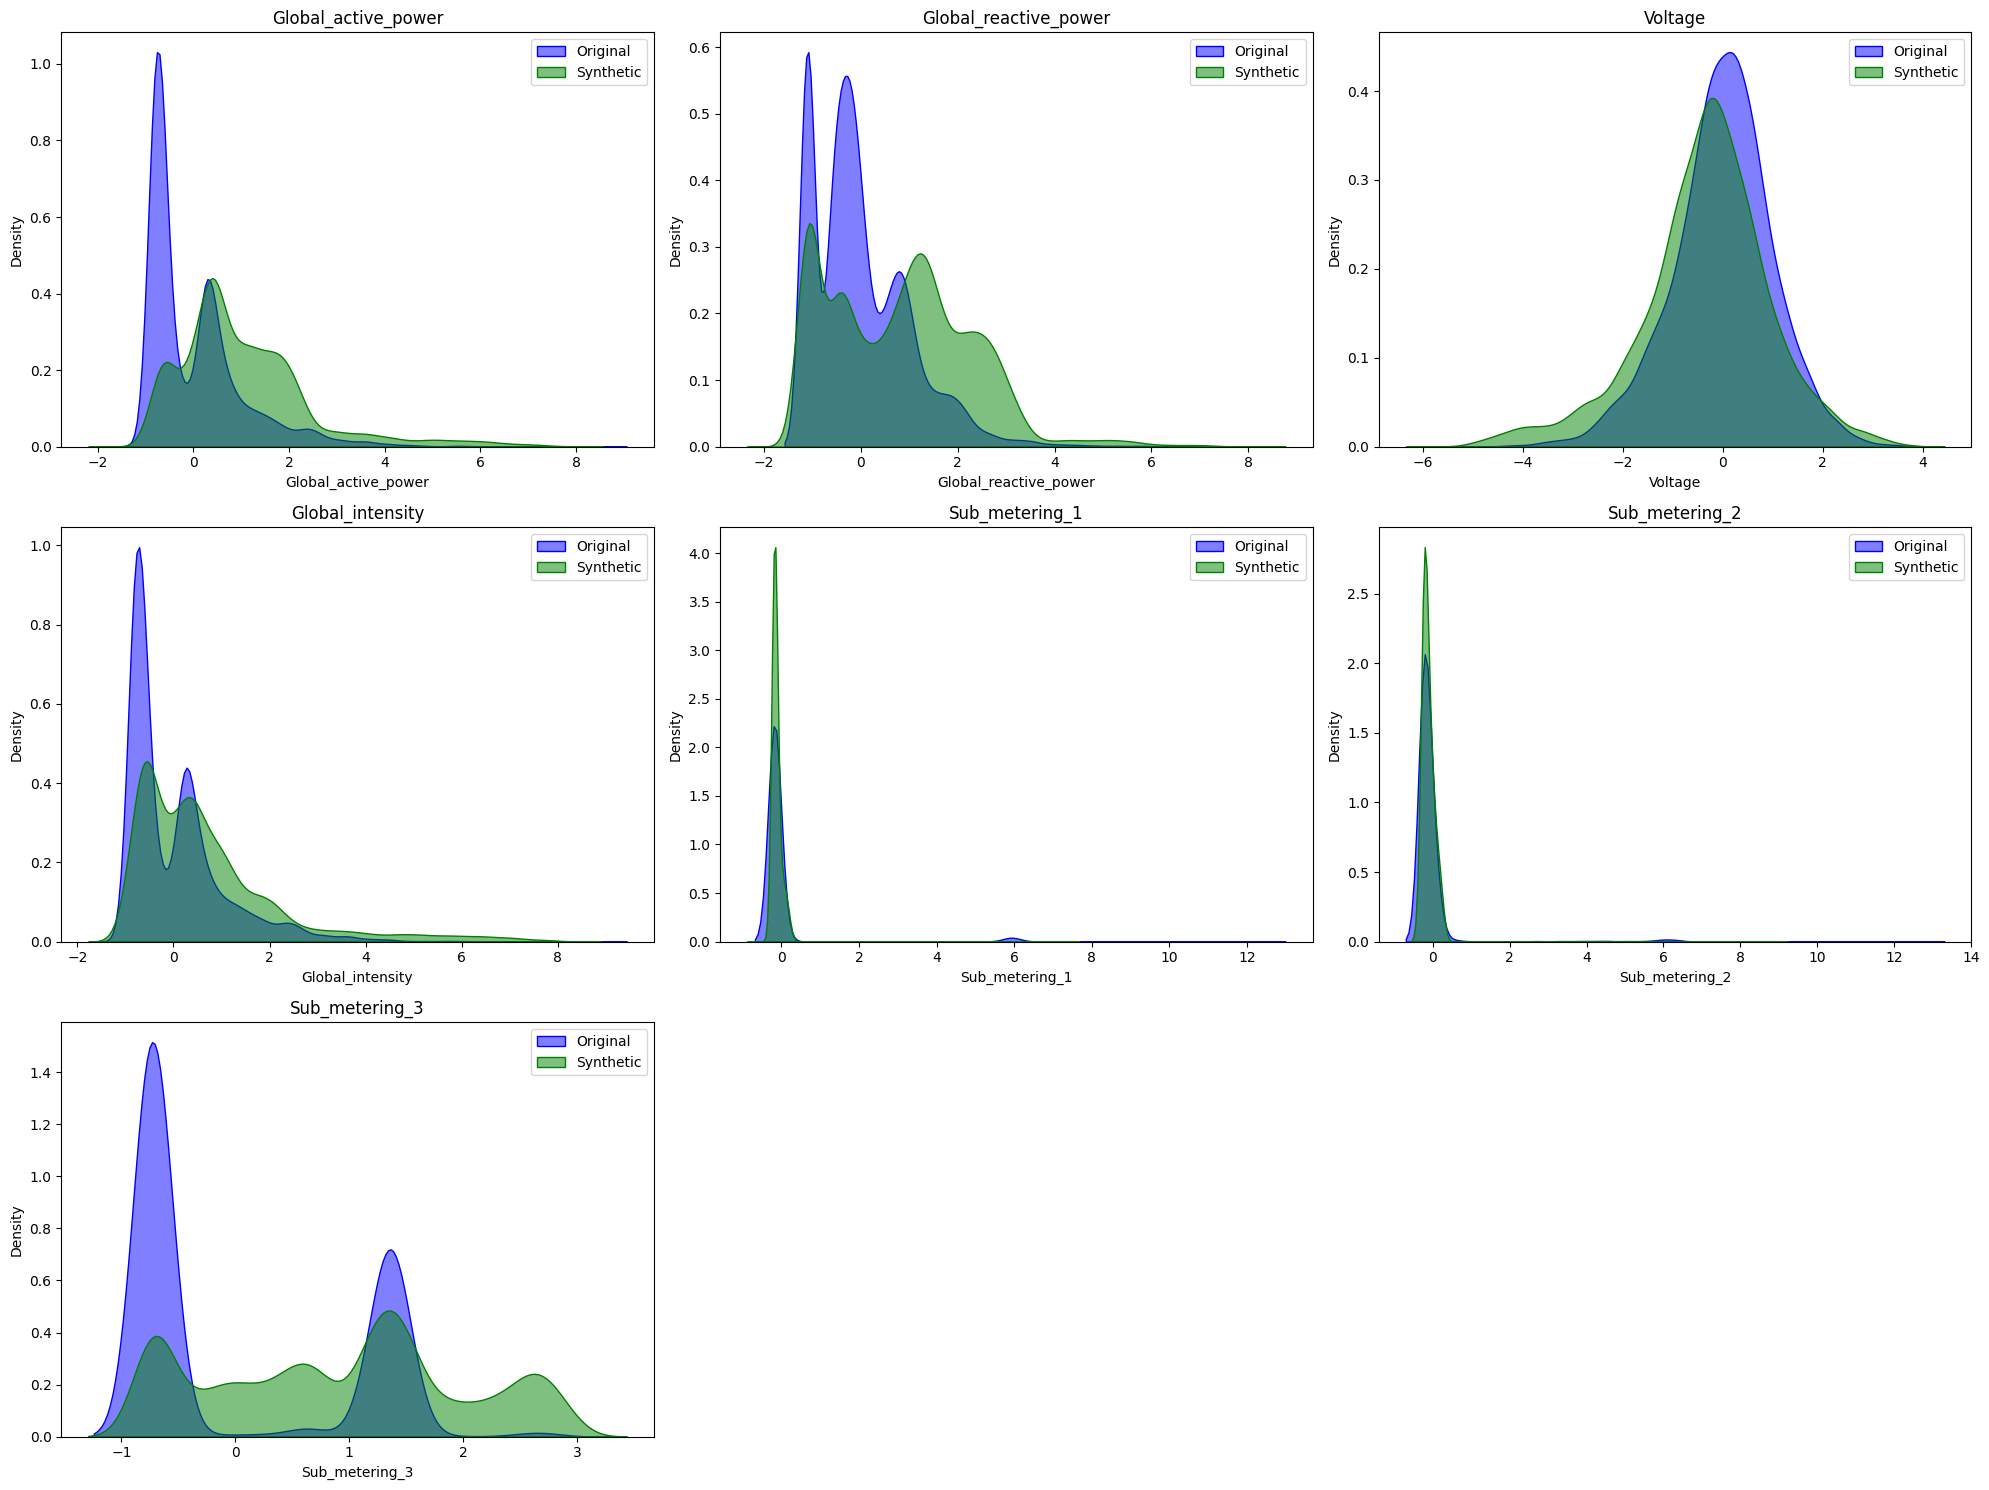 Global_active_power
Global_reactive_power
Voltage
Original
Synthetic
Original
Synthetic
Original
Synthetic
Density
1.0
0.8
0.6
0.4
0.2
0.0
Density
0.6
0.5
0.4
0.3
0.2
0.1
0.0
Density
0.4
0.3
0.2
0.1
0.0
−2 0 2 4 6 8
−2 0 2 4 6 8
−6 −4 −2 0 2 4
Global_active_power
Global_reactive_power
Voltage
Global_intensity
Sub_metering_1
Sub_metering_2
Original
Synthetic
Original
Synthetic
Original
Synthetic
Density
1.0
0.8
0.6
0.4
0.2
0.0
Density
4.0
3.5
3.0
2.5
2.0
1.5
1.0
0.5
0.0
Density
2.5
2.0
1.5
1.0
0.5
0.0
−2 0 2 4 6 8
0 2 4 6 8 10 12
0 2 4 6 8 10 12 14
Global_intensity
Sub_metering_1
Sub_metering_2
Sub_metering_3
Original
Synthetic
Density
1.4
1.2
1.0
0.8
0.6
0.4
0.2
0.0
−1 0 1 2 3
Sub_metering_3